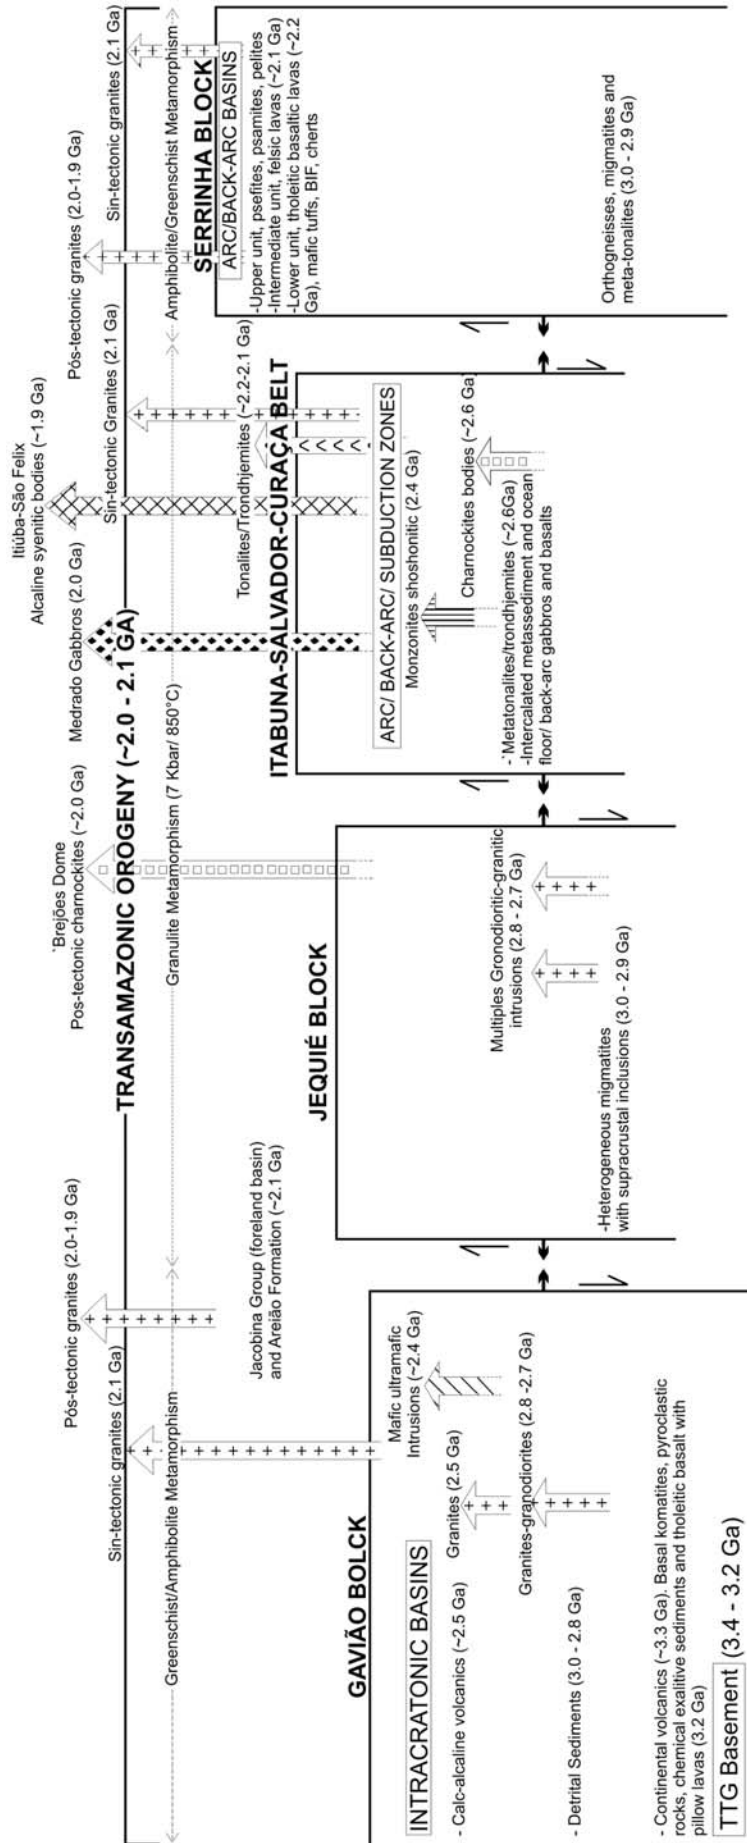 Itiúba-São Felix
Alcaline syenitic bodies (~1.9 Ga)
`Brejões Dome
Pos-tectonic charnockites (~2.0 Ga)
Medrado Gabbros (2.0 Ga)
Pós-tectonic granites (2.0-1.9 Ga)
Pós-tectonic granites (2.0-1.9 Ga)
Sin-tectonic granites (2.1 Ga)
TRANSAMAZONIC OROGENY (~2.0 - 2.1 GA)
Sin-tectonic Granites (2.1 Ga)
Sin-tectonic granites (2.1 Ga)
Greenschist/Amphibolite Metamorphism
Granulite Metamorphism (7 Kbar/ 850°C)
Amphibolite/Greenschist Metamorphism
Jacobina Group (foreland basin)
and Areião Formation (~2.1 Ga)
Tonalites/Trondhjemites (~2.2-2.1 Ga)
GAVIÃO BOLCK
INTRACRATONIC BASINS
- Calc-alcaline volcanics (~2.5 Ga)
Granites (2.5 Ga)
Mafic ultramafic
Intrusions (~2.4 Ga)
Granites-granodiorites (2.8 -2.7 Ga)
- Detrital Sediments (3.0 - 2.8 Ga)
- Continental volcanics (~3.3 Ga). Basal komatites, pyroclastic
rocks, chemical exalitive sediments and tholeitic basalt with
pillow lavas (3.2 Ga)
TTG Basement (3.4 - 3.2 Ga)
JEQUIÉ BLOCK
Multiples Gronodioritic-granitic
intrusions (2.8 - 2.7 Ga)
-Heterogeneous migmatites
with supracrustal inclusions (3.0 - 2.9 Ga)
ITABUNA-SALVADOR-CURAÇA BELT
ARC/ BACK-ARC/ SUBDUCTION ZONES
Monzonites shoshonitic (2.4 Ga)
Charnockites bodies (~2.6 Ga)
-`Metatonalites/trondhjemites (~2.6Ga)
-Intercalated metassediment and ocean
floor/ back-arc gabbros and basalts
SERRINHA BLOCK
ARC/BACK-ARC BASINS
-Upper unit, psefites, psamites, pelites
-Intermediate unit, felsic lavas (~2.1 Ga)
-Lower unit, tholeitic basaltic lavas (~2.2
Ga), mafic tuffs, BIF, cherts
Orthogneisses, migmatites and
meta-tonalites (3.0 - 2.9 Ga)